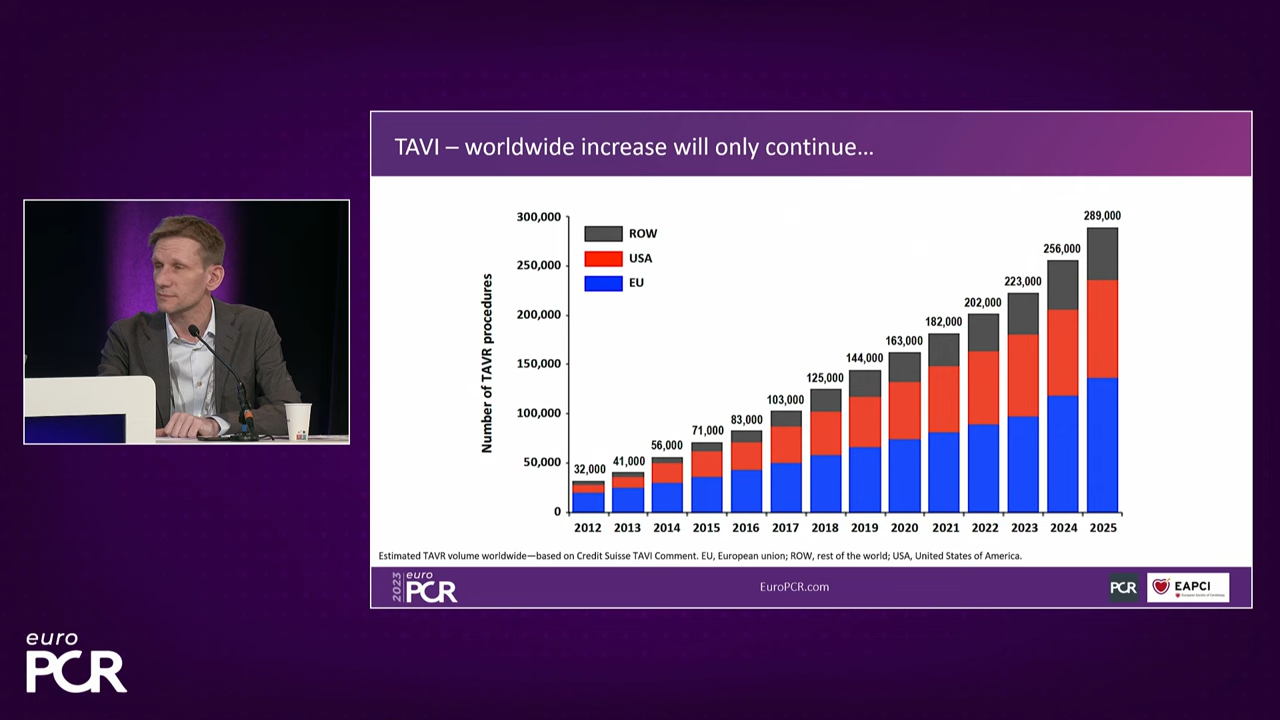 TAVI – worldwide increase will only continue...
Number of TAVR procedures
300,000
250,000
200,000
150,000
100,000
50,000
0
ROW
USA
EU
32,000
41,000
56,000
71,000
83,000
103,000
125,000
144,000
163,000
182,000
202,000
223,000
256,000
289,000
2012 2013 2014 2015 2016 2017 2018 2019 2020 2021 2022 2023 2024 2025
Estimated TAVR volume worldwide—based on Credit Suisse TAVI Comment. EU, European union; ROW, rest of the world; USA, United States of America.
2023 euro PCR
EuroPCR.com
PCR
EAPCI
euro
PCR